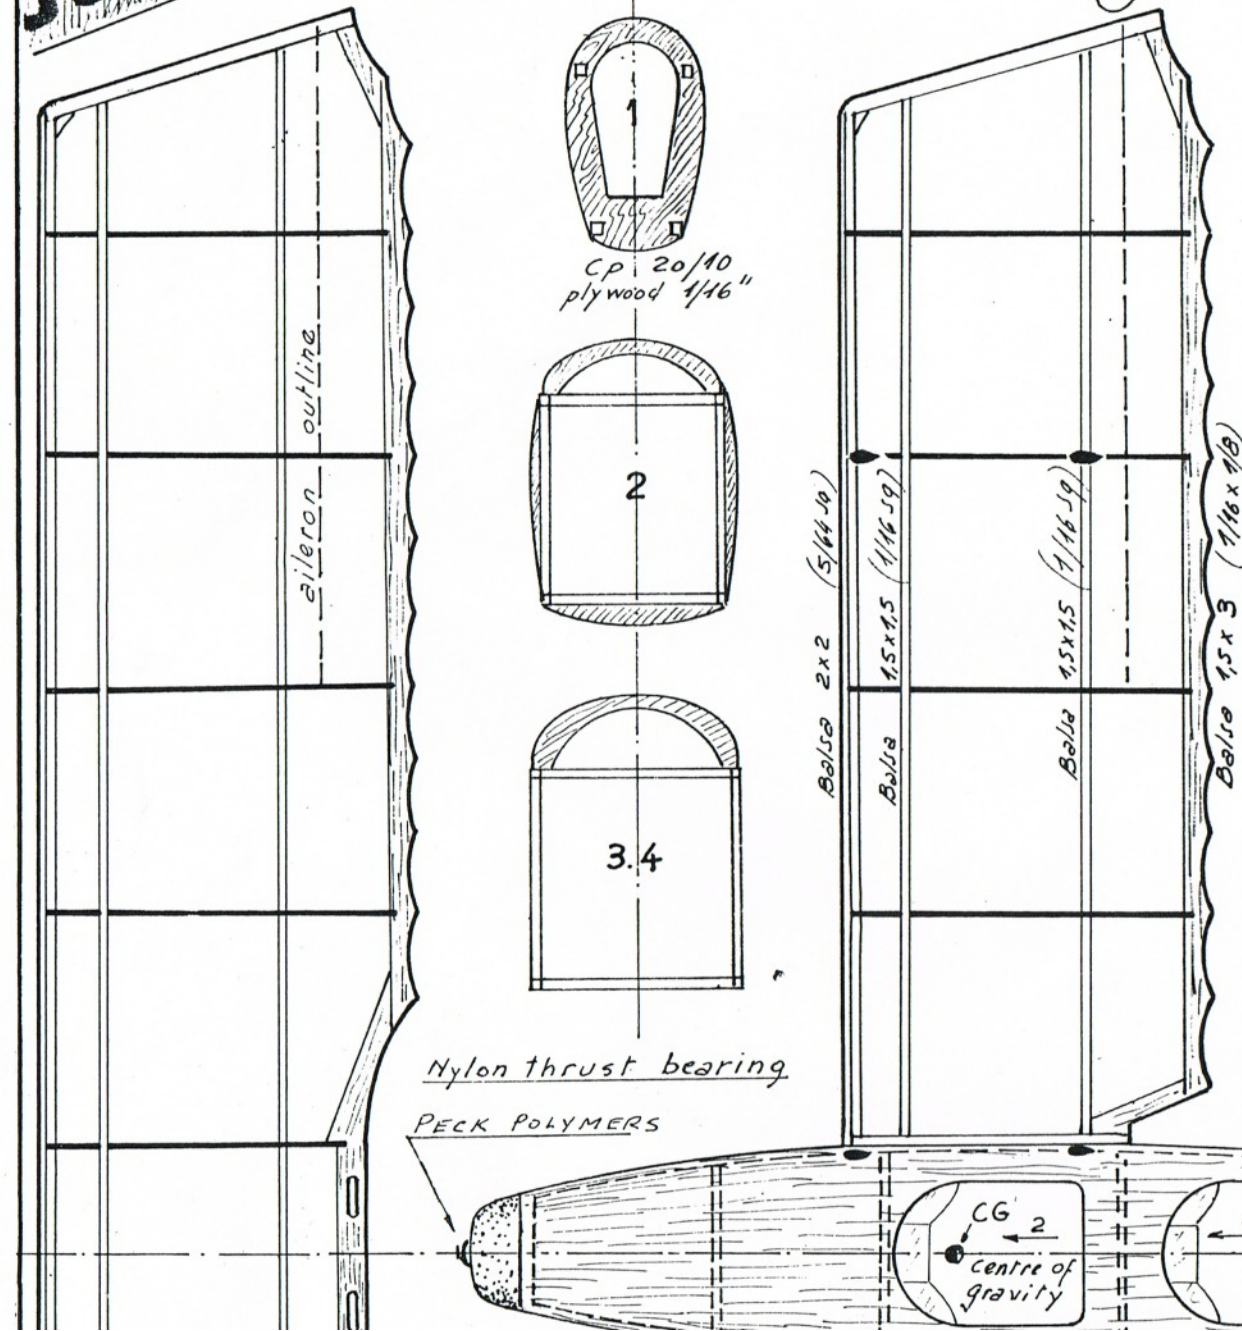 1
Cp 20/10
plywood 1/16"
aileron outline
2
Balsa 2x2 (5/64 sq)
Balsa 1,5x1,5 (1/16 sq)
Balsa 1,5x1,5 (1/16 sq)
Balsa 1,5x3 (1/16 x 1/8)
3.4
Nylon thrust bearing
PECK POLYMERS
CG
2
centre of
gravity